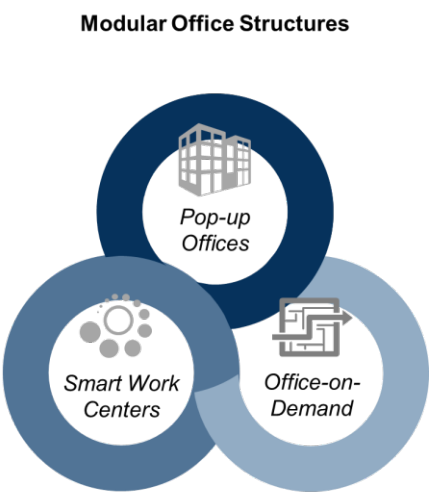 Modular Office Structures
Pop-up
Offices
Smart Work
Centers
Office-on-
Demand